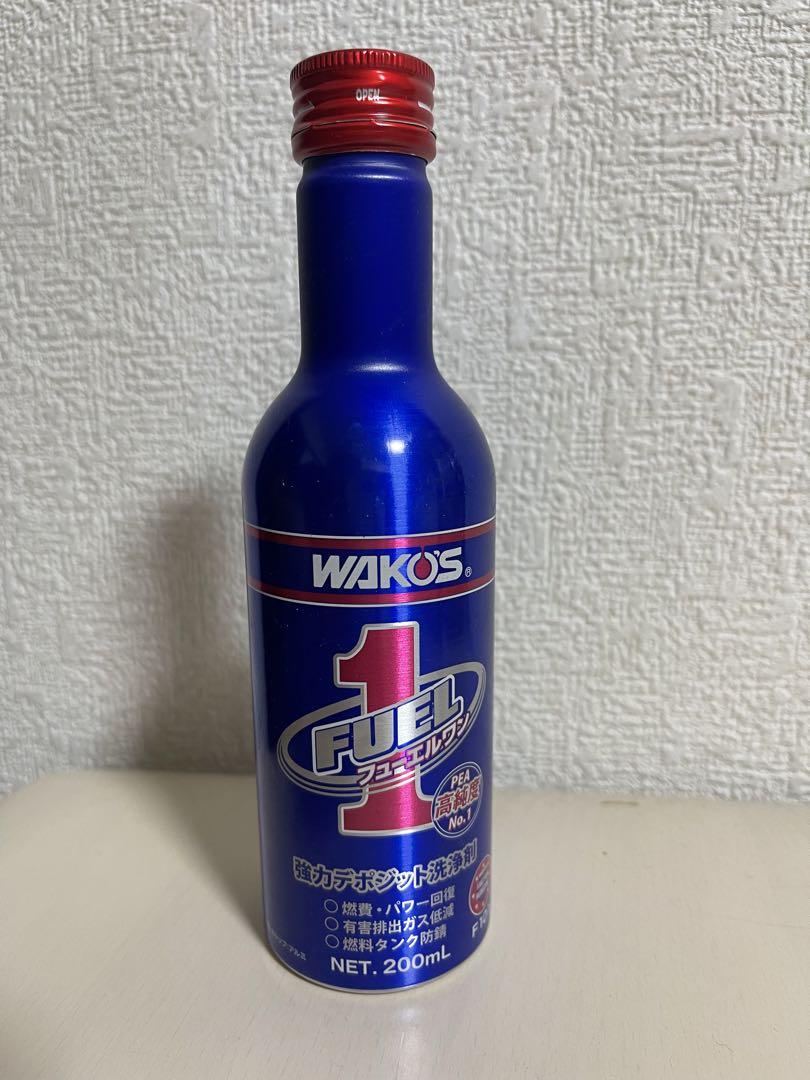 OPEN
WAKO'S®
1
FUEL
フューエルワン
PEA
高純度
No.1
強力デポジット洗浄剤
○燃費・パワー回復
○有害排出ガス低減
○燃料タンク防錆
NET. 200mL